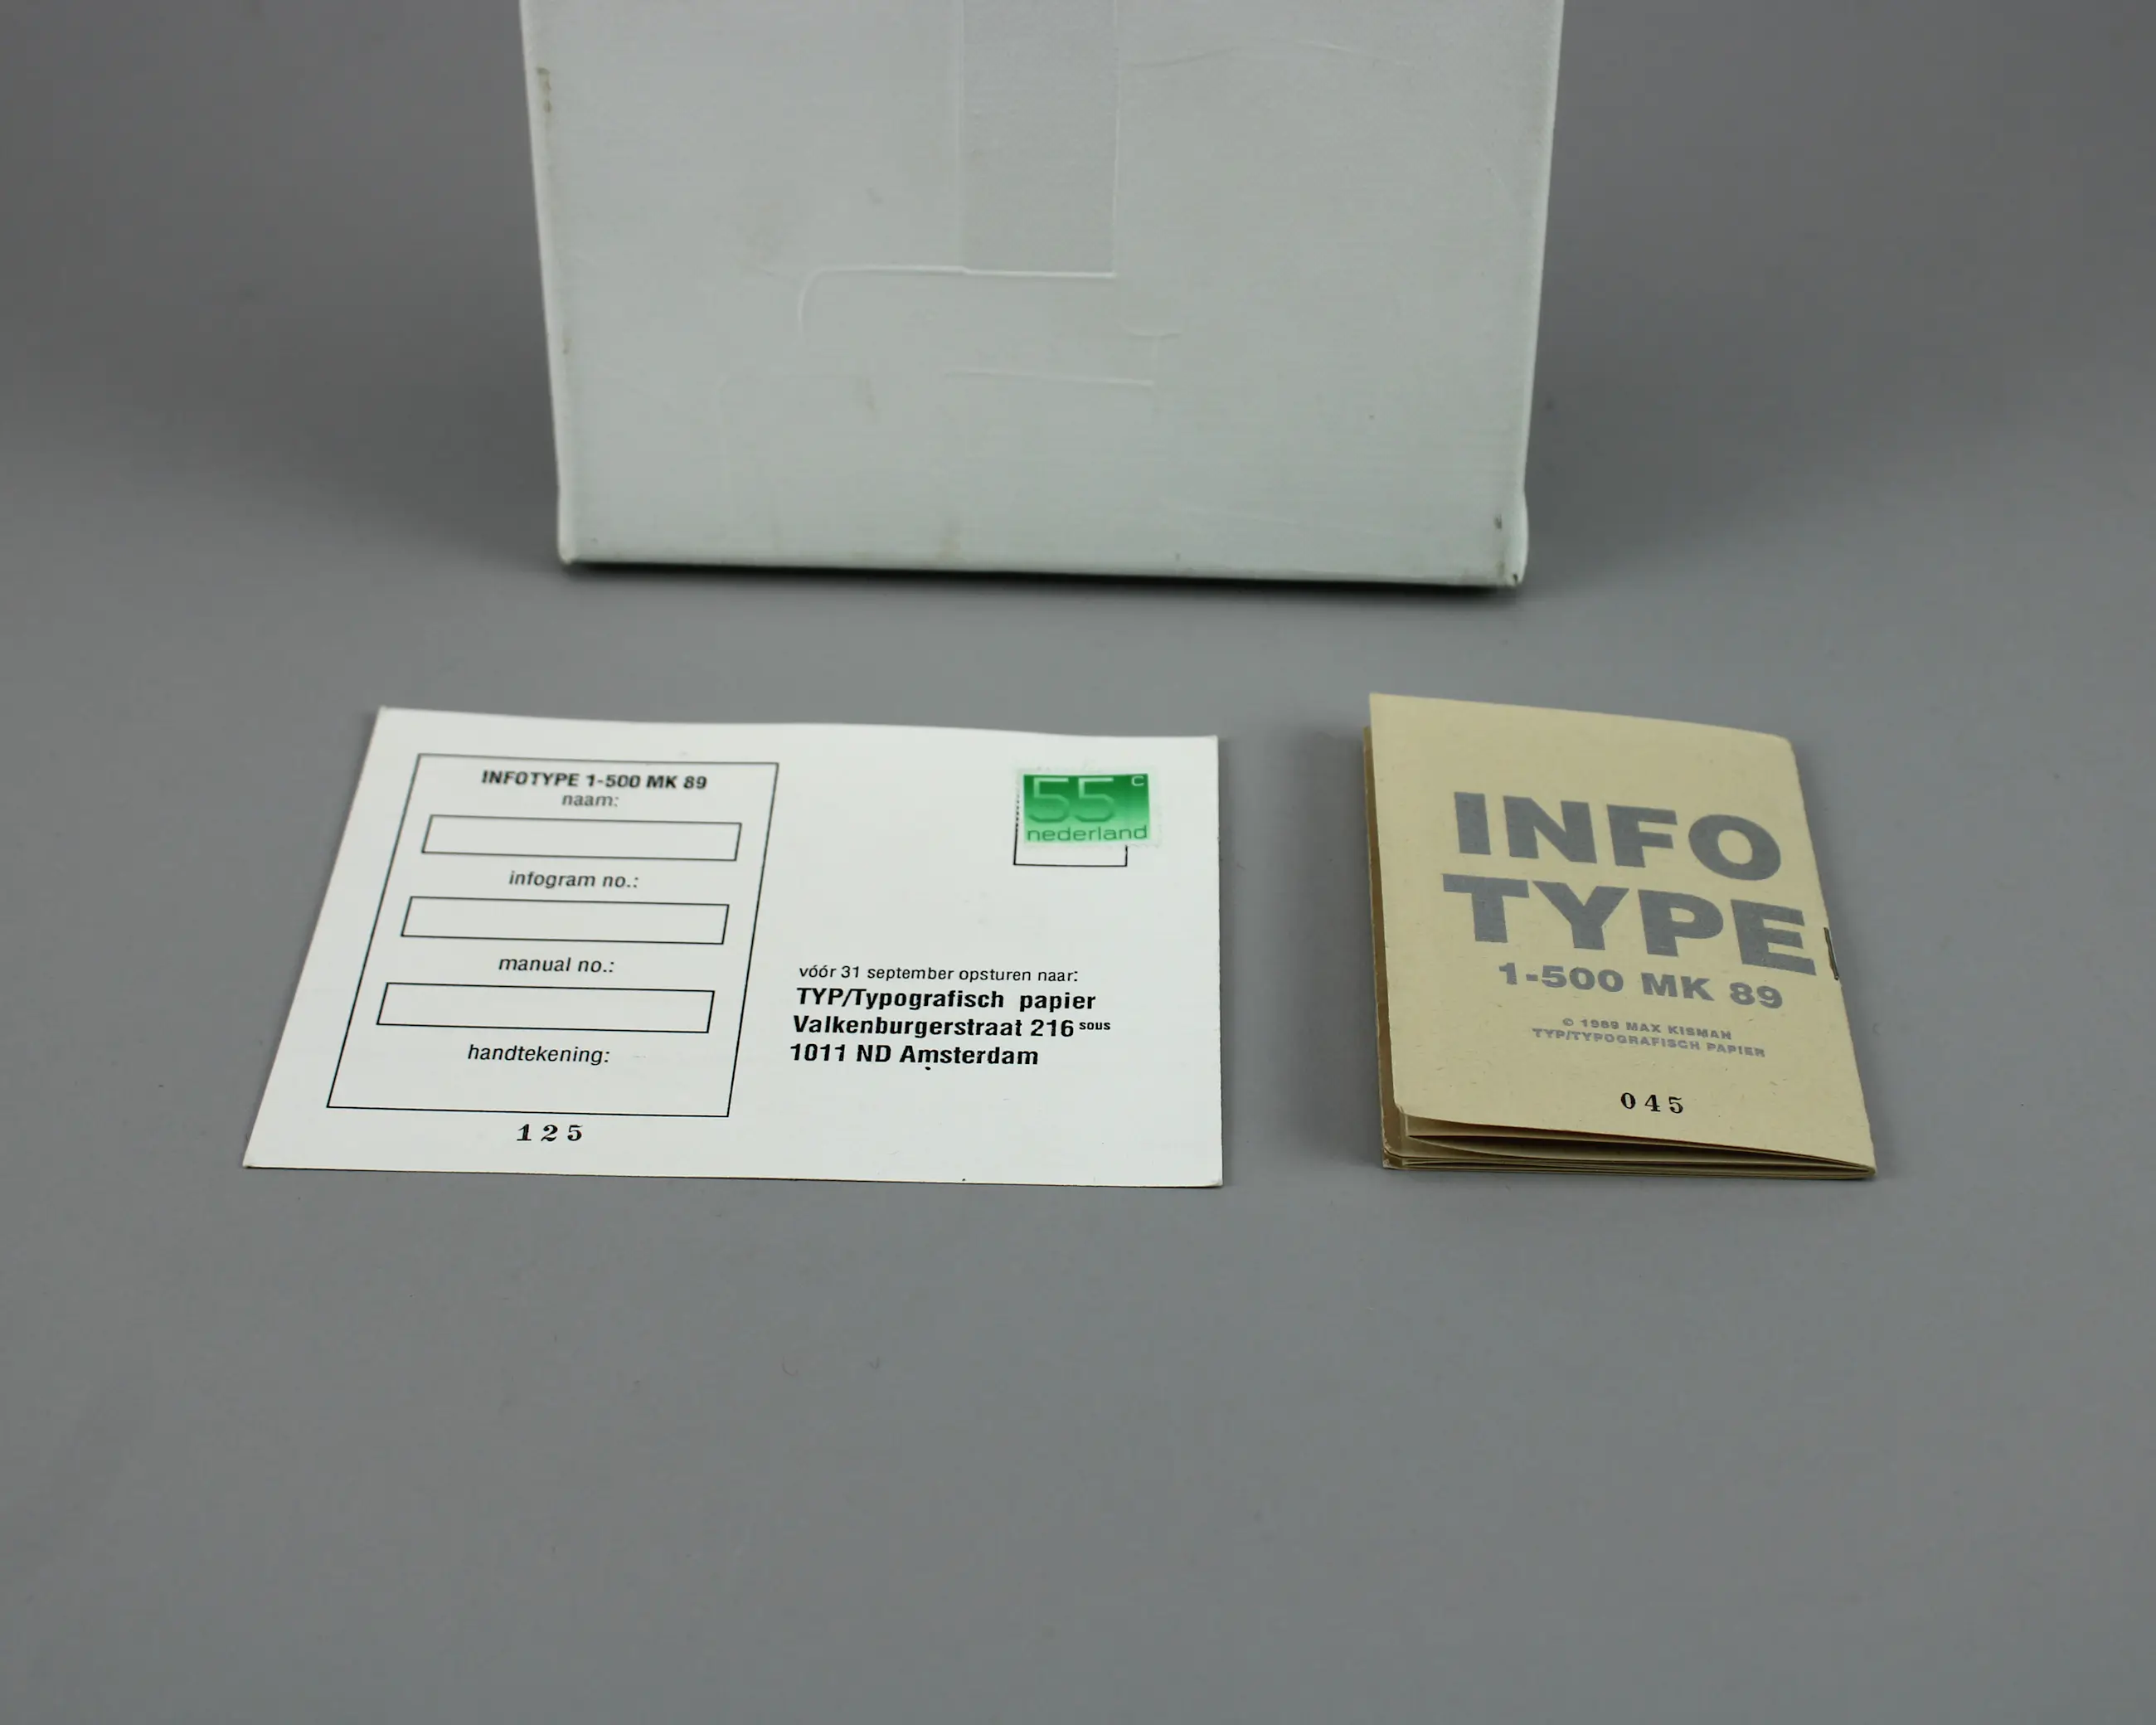 INFOTYPE 1-500 MK 89
naam:
infogram no.:
manual no.:
handtekening:
125
55 c
nederland
vóór 31 september opsturen naar:
TYP/Typografisch papier
Valkenburgerstraat 216 sous
1011 ND Amsterdam
INFO
TYPE
1-500 MK 89
© 1989 MAX KISMAN
TYP/TYPOGRAFISCH PAPIER
045